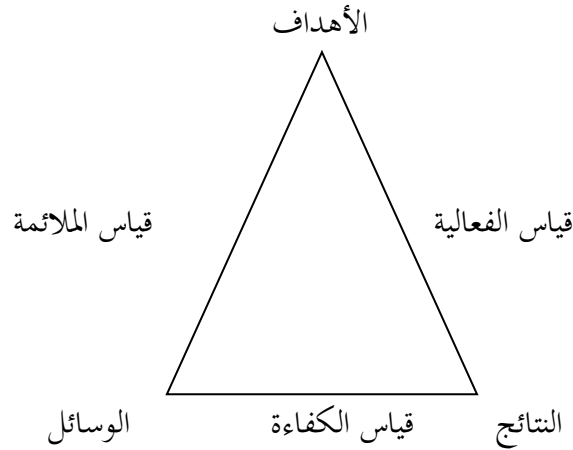 الأهداف
قياس الفعالية
قياس الملائمة
النتائج
قياس الكفاءة
الوسائل